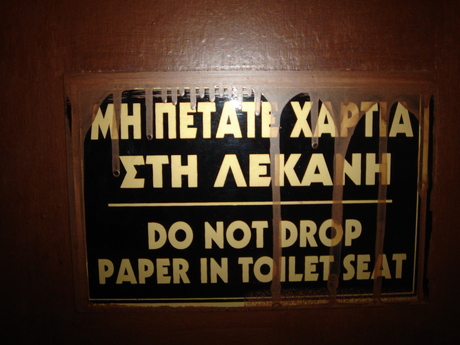 ΜΗ ΠΕΤΑΤΕ ΧΑΡΤΙΑ
ΣΤΗ ΛΕΚΑΝΗ
DO NOT DROP
PAPER IN TOILET SEAT